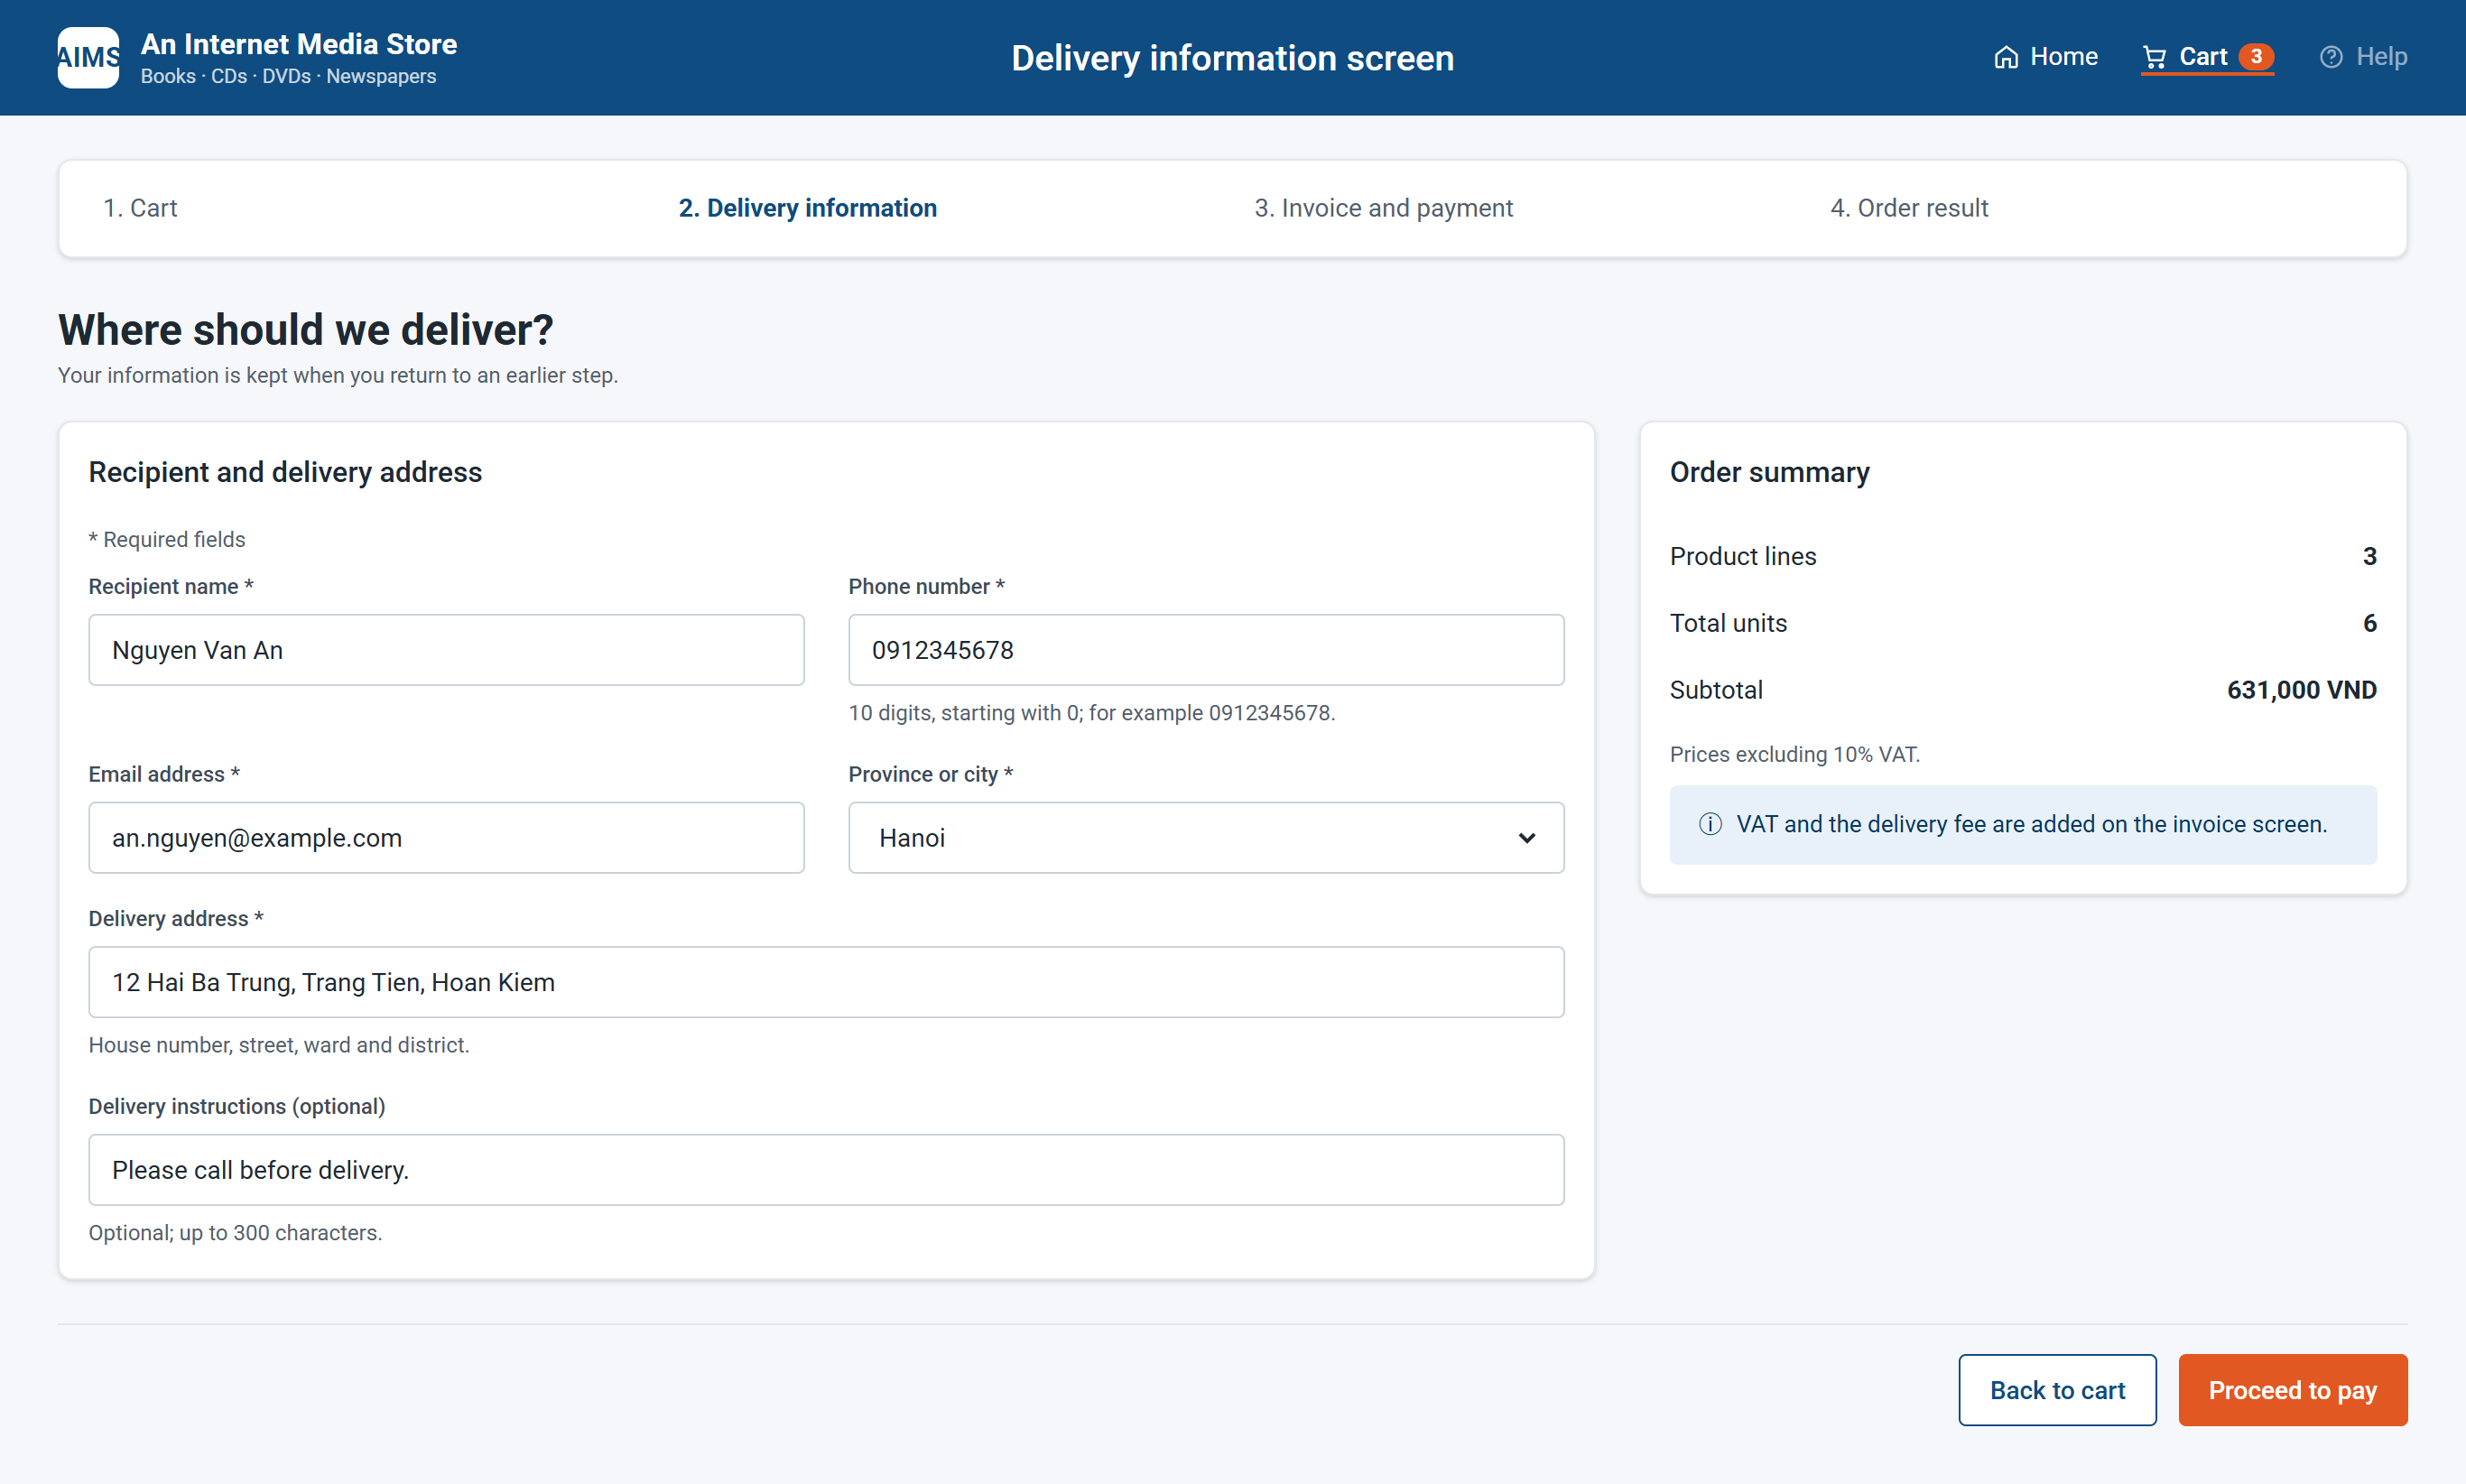 AIMS
An Internet Media Store
Books · CDs · DVDs · Newspapers
Delivery information screen
Home
Cart 3
Help
1. Cart
2. Delivery information
3. Invoice and payment
4. Order result
Where should we deliver?
Your information is kept when you return to an earlier step.
Recipient and delivery address
* Required fields
Recipient name *
Nguyen Van An
Phone number *
0912345678
10 digits, starting with 0; for example 0912345678.
Email address *
an.nguyen@example.com
Province or city *
Hanoi
Delivery address *
12 Hai Ba Trung, Trang Tien, Hoan Kiem
House number, street, ward and district.
Delivery instructions (optional)
Please call before delivery.
Optional; up to 300 characters.
Order summary
Product lines 3
Total units 6
Subtotal 631,000 VND
Prices excluding 10% VAT.
VAT and the delivery fee are added on the invoice screen.
Back to cart
Proceed to pay